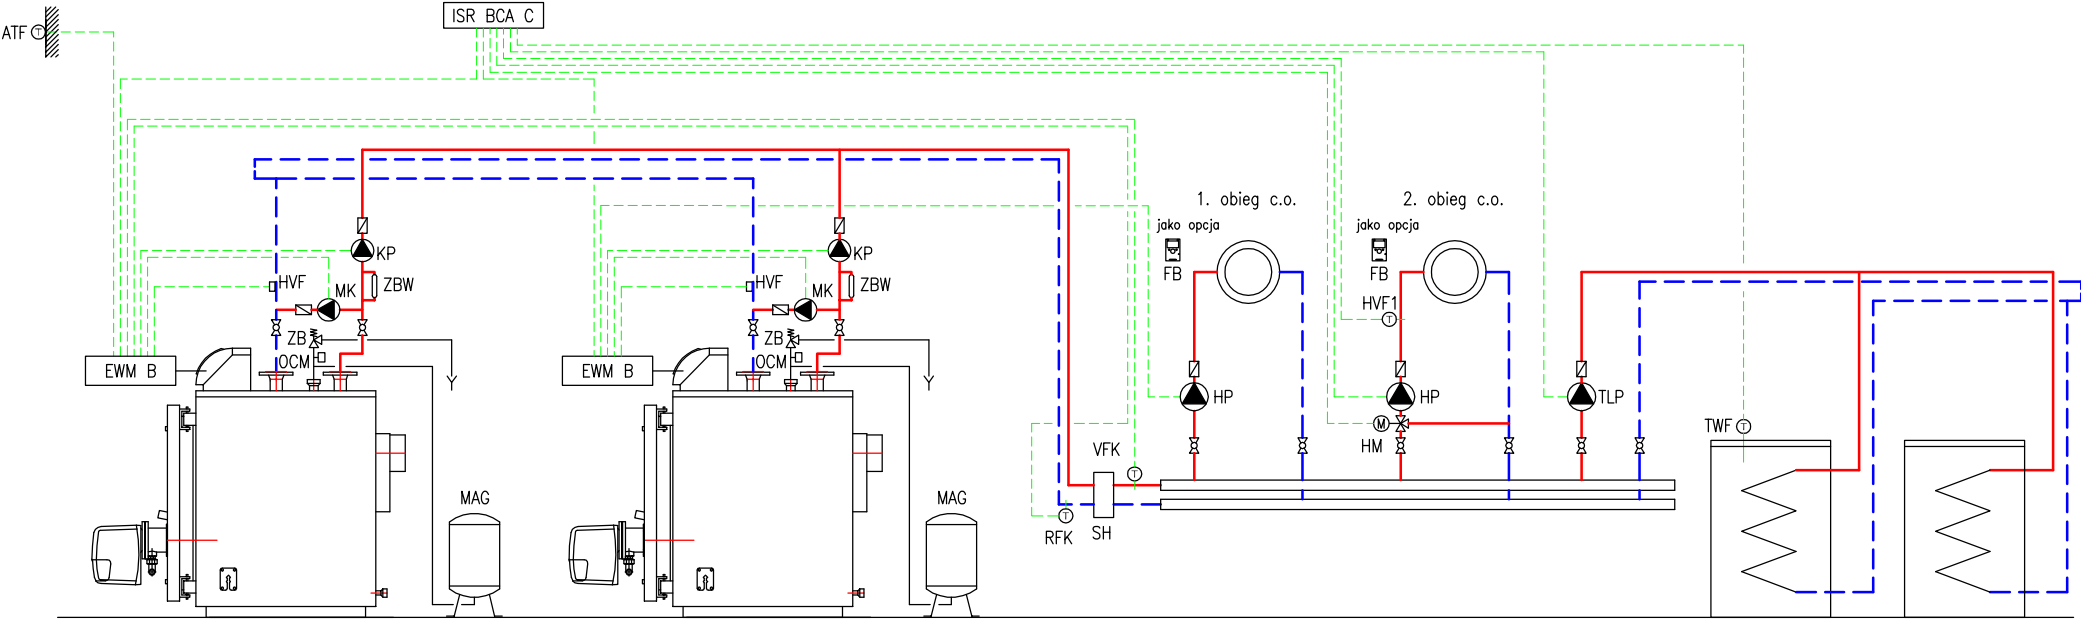 ISR BCA C
ATF T
1. obieg c.o.
2. obieg c.o.
jako opcja
jako opcja
KP
KP
FB
FB
HVF
MK
ZBW
HVF
MK
ZBW
HVF1
T
ZB
ZB
OCM
OCM
EWM B
EWM B
Y
Y
HP
HP
TLP
M
HM
TWF T
VFK
T
MAG
MAG
T
RFK
SH